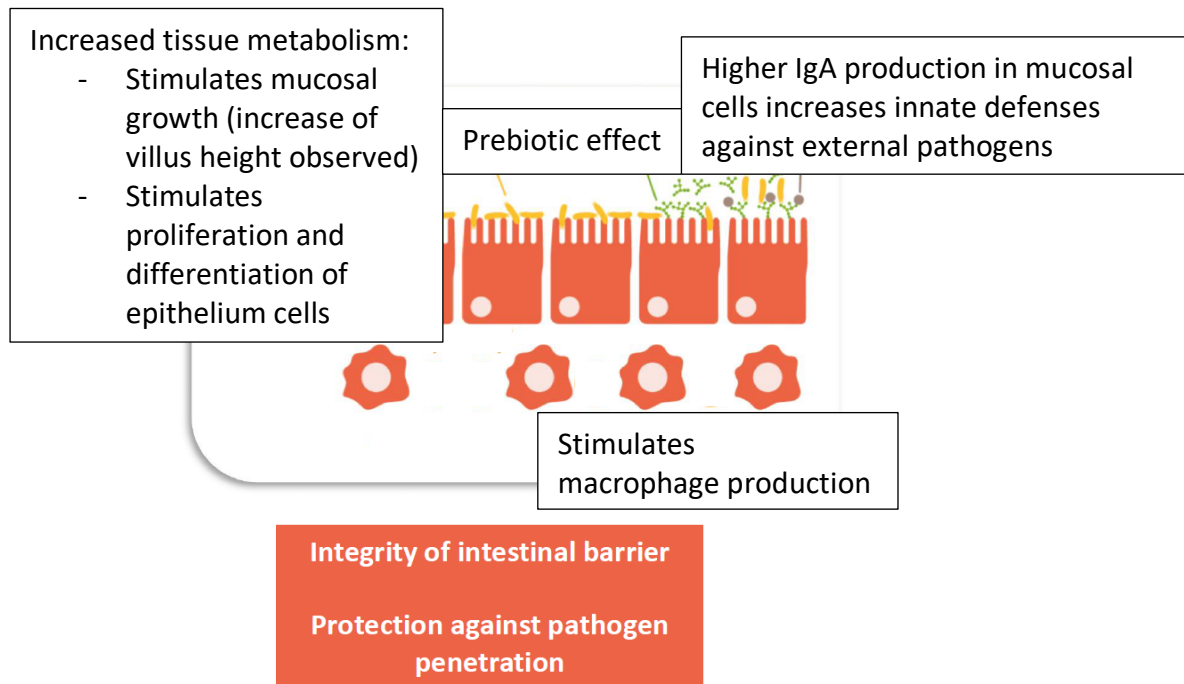 Increased tissue metabolism:
- Stimulates mucosal
growth (increase of
villus height observed)
- Stimulates
proliferation and
differentiation of
epithelium cells
Prebiotic effect
Higher IgA production in mucosal
cells increases innate defenses
against external pathogens
Stimulates
macrophage production
Integrity of intestinal barrier
Protection against pathogen
penetration